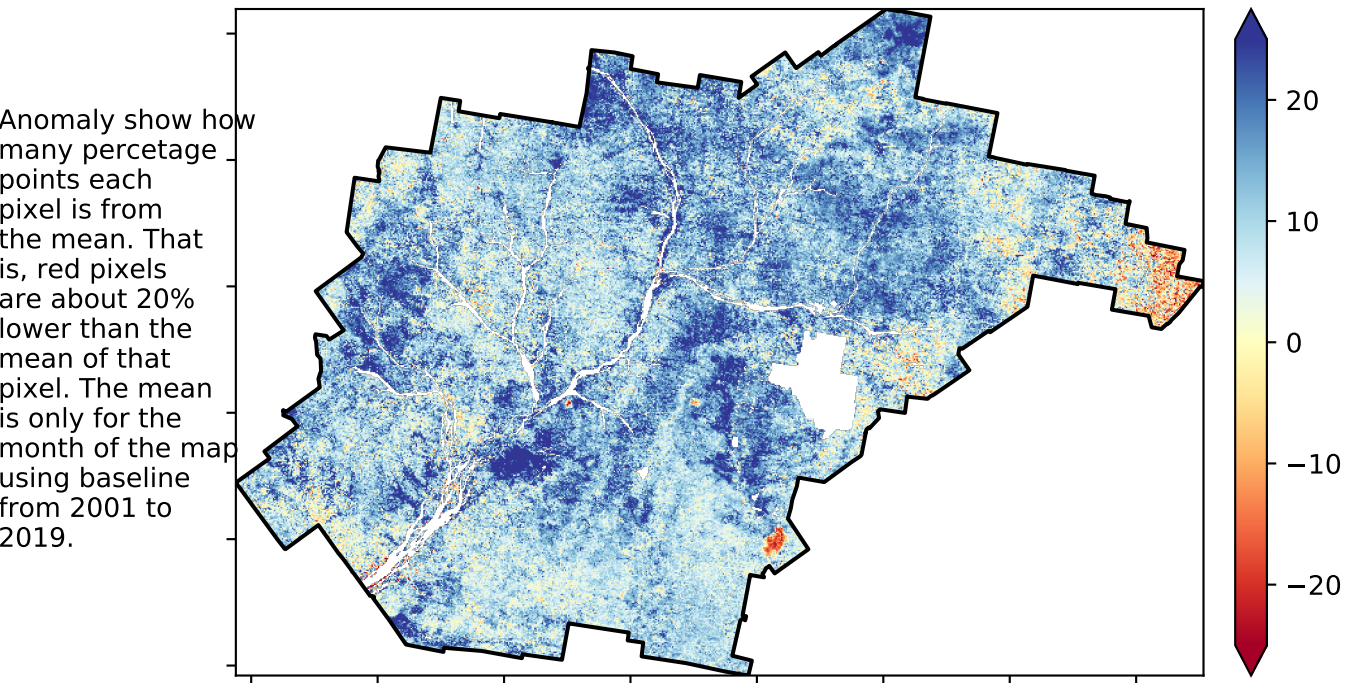 Anomaly show how
many percetage
points each
pixel is from
the mean. That
is, red pixels
are about 20%
lower than the
mean of that
pixel. The mean
is only for the
month of the map
using baseline
from 2001 to
2019.
20
10
0
−10
−20